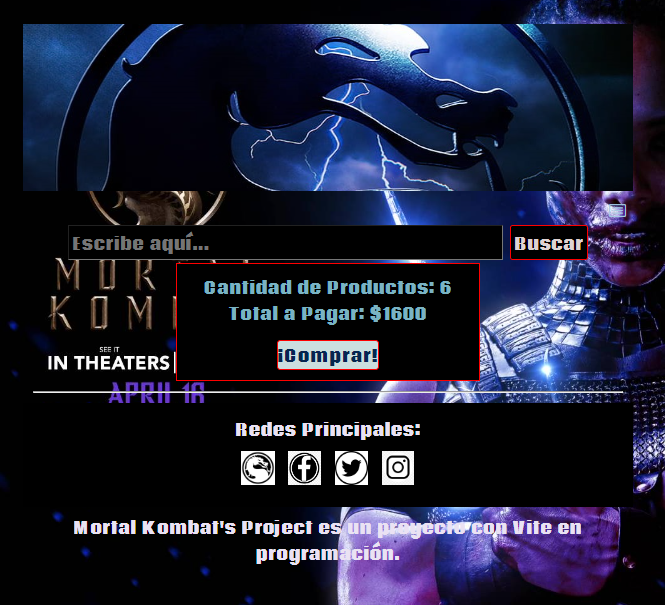 Escribe aquí...
Buscar
MORTAL
KOMBAT
SEE IT
IN THEATERS
APRIL 16
Cantidad de Productos: 6
Total a Pagar: $1600
¡Comprar!
Redes Principales:
Mortal Kombat's Project es un proyecto con Vite en
programación.